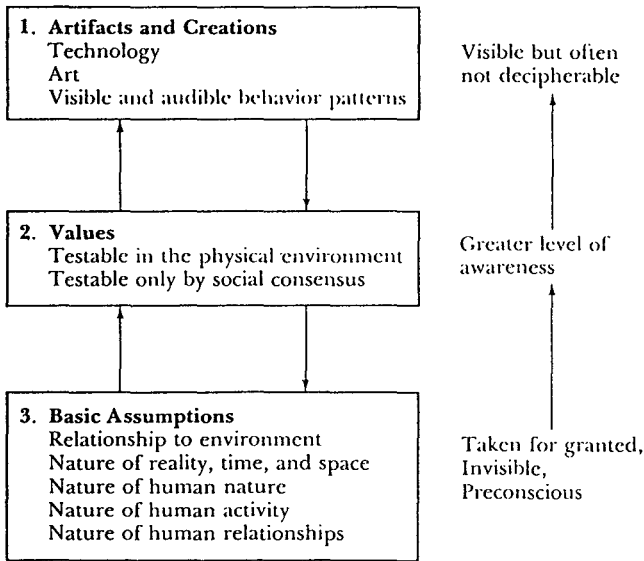 1. Artifacts and Creations
Technology
Art
Visible and audible behavior patterns
Visible but often
not decipherable
2. Values
Testable in the physical environment
Testable only by social consensus
Greater level of
awareness
3. Basic Assumptions
Relationship to environment
Nature of reality, time, and space
Nature of human nature
Nature of human activity
Nature of human relationships
Taken for granted,
Invisible,
Preconscious